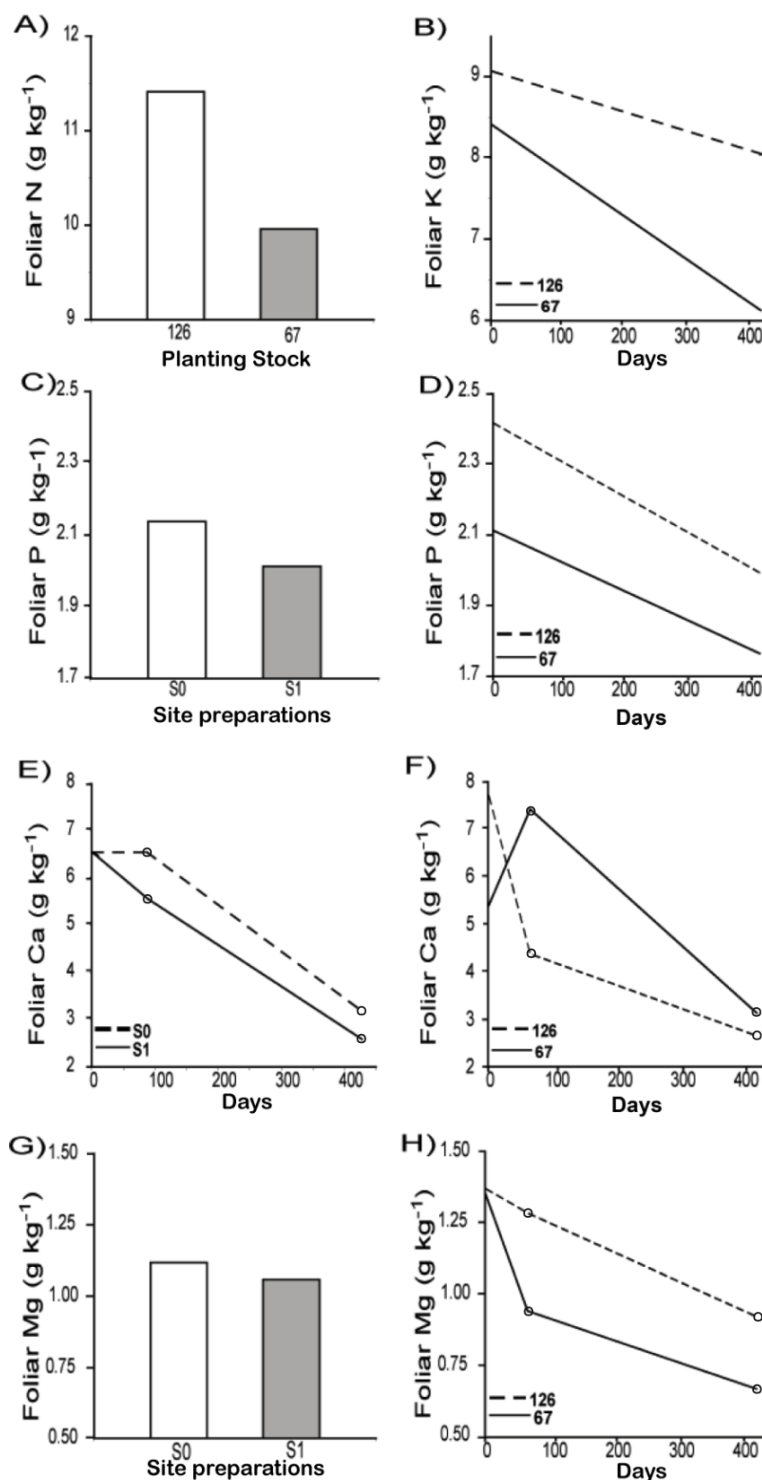 A)
Foliar N (g kg⁻¹)
12
11
10
9
126 67
Planting Stock
B)
Foliar K (g kg⁻¹)
9
8
7
6
126
67
0 100 200 300 400
Days
C)
Foliar P (g kg-1)
2.5
2.3
2.1
1.9
1.7
S0 S1
Site preparations
D)
Foliar P (g kg⁻¹)
2.5
2.3
2.1
1.9
1.7
126
67
0 100 200 300 400
Days
E)
Foliar Ca (g kg⁻¹)
8
7
6
5
4
3
2
S0
S1
0 100 200 300 400
Days
F)
Foliar Ca (g kg⁻¹)
8
7
6
5
4
3
2
126
67
0 100 200 300 400
Days
G)
Foliar Mg (g kg⁻¹)
1.50
1.25
1.00
0.75
0.50
S0 S1
Site preparations
H)
Foliar Mg (g kg⁻¹)
1.50
1.25
1.00
0.75
0.50
126
67
0 100 200 300 400
Days